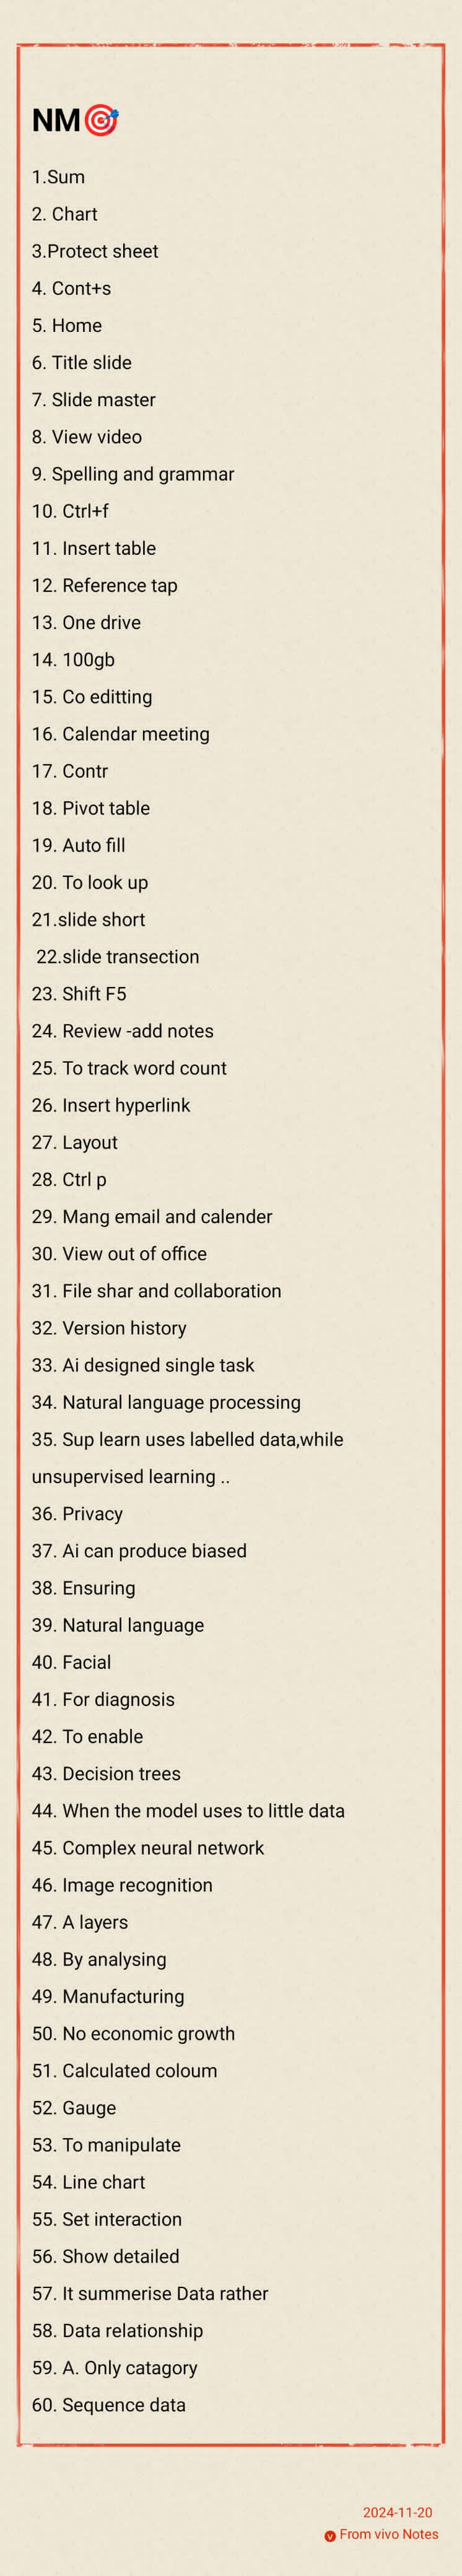 NM🎯
1.Sum
2. Chart
3.Protect sheet
4. Cont+s
5. Home
6. Title slide
7. Slide master
8. View video
9. Spelling and grammar
10. Ctrl+f
11. Insert table
12. Reference tap
13. One drive
14. 100gb
15. Co editting
16. Calendar meeting
17. Contr
18. Pivot table
19. Auto fill
20. To look up
21.slide short
22.slide transection
23. Shift F5
24. Review -add notes
25. To track word count
26. Insert hyperlink
27. Layout
28. Ctrl p
29. Mang email and calender
30. View out of office
31. File shar and collaboration
32. Version history
33. Ai designed single task
34. Natural language processing
35. Sup learn uses labelled data,while
unsupervised learning ..
36. Privacy
37. Ai can produce biased
38. Ensuring
39. Natural language
40. Facial
41. For diagnosis
42. To enable
43. Decision trees
44. When the model uses to little data
45. Complex neural network
46. Image recognition
47. A layers
48. By analysing
49. Manufacturing
50. No economic growth
51. Calculated coloum
52. Gauge
53. To manipulate
54. Line chart
55. Set interaction
56. Show detailed
57. It summerise Data rather
58. Data relationship
59. A. Only catagory
60. Sequence data
2024-11-20
From vivo Notes